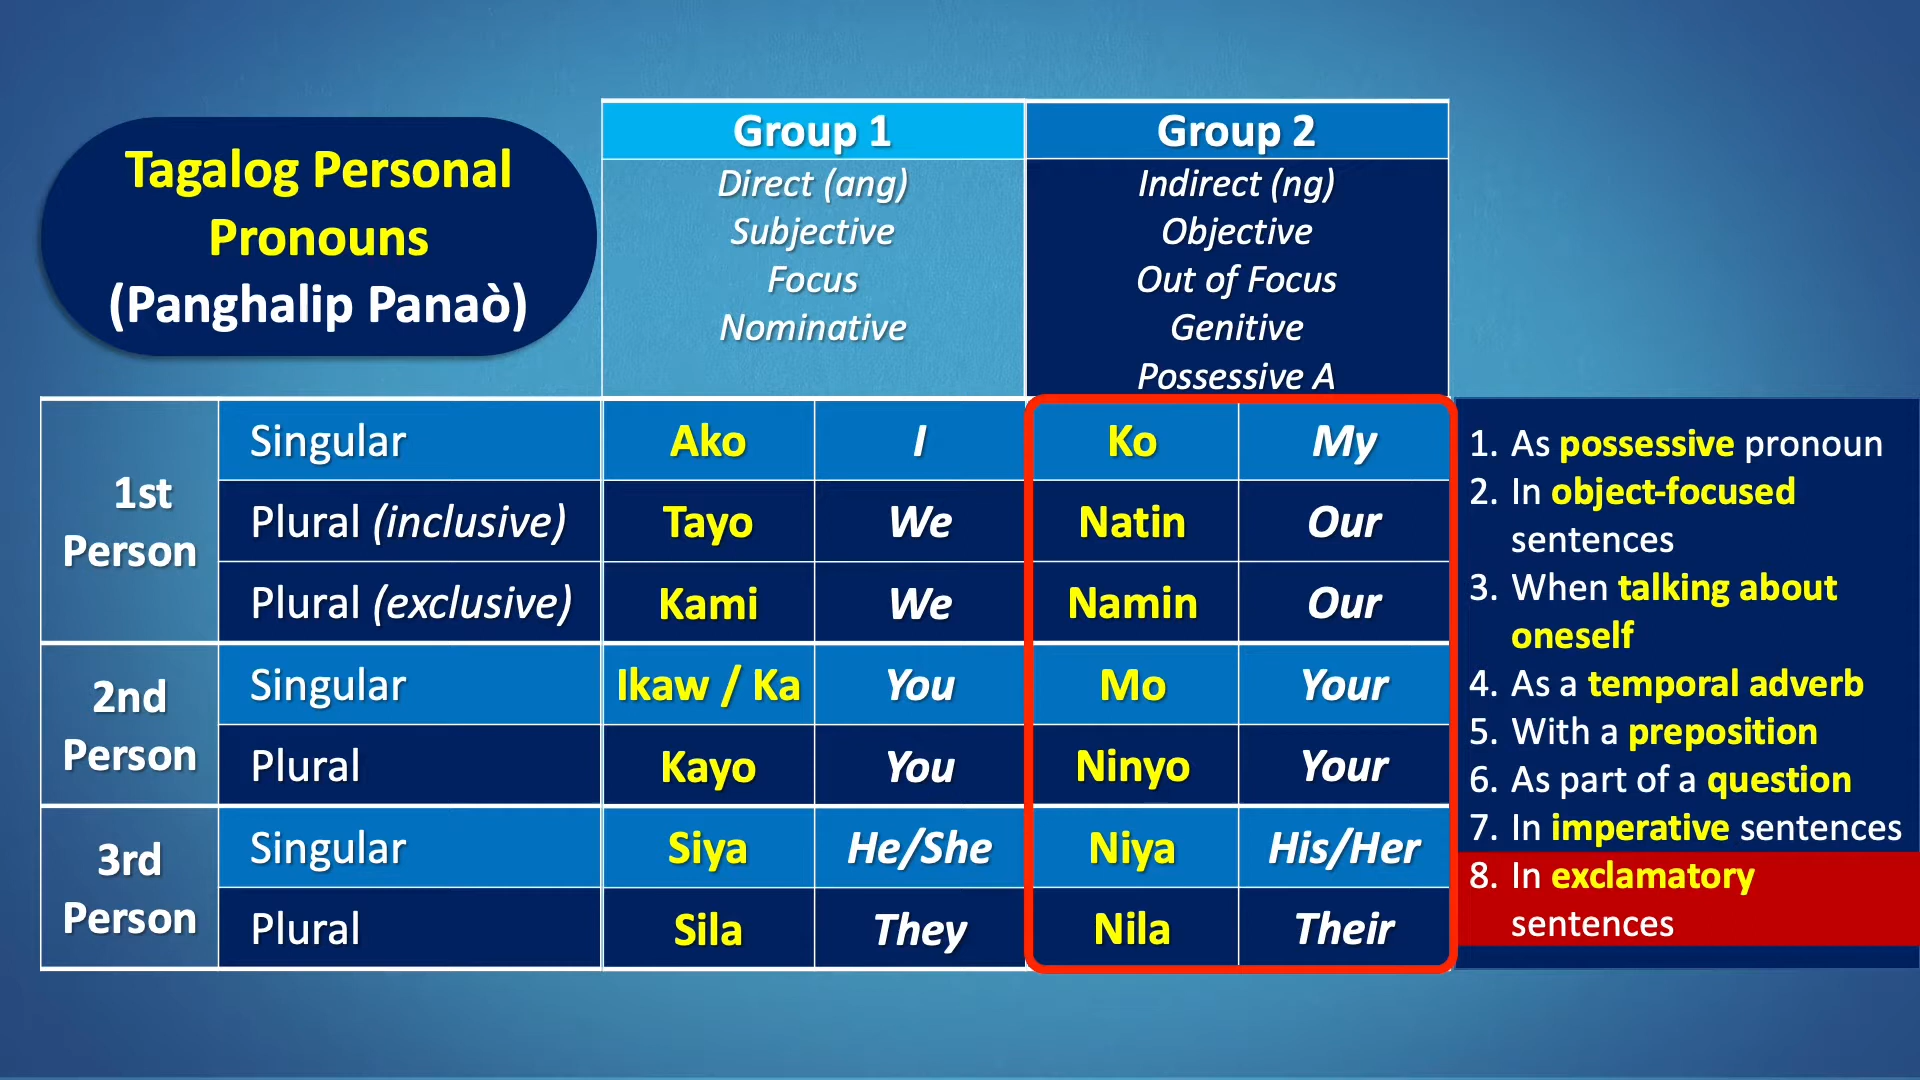 Tagalog Personal
Pronouns
(Panghalip Panaò)
Group 1
Group 2
Direct (ang)
Subjective
Focus
Nominative
Indirect (ng)
Objective
Out of Focus
Genitive
Possessive A
1st
Person
Singular
Ako
I
Ko
My
Plural (inclusive)
Tayo
We
Natin
Our
Plural (exclusive)
Kami
We
Namin
Our
2nd
Person
Singular
Ikaw / Ka
You
Mo
Your
Plural
Kayo
You
Ninyo
Your
3rd
Person
Singular
Siya
He/She
Niya
His/Her
Plural
Sila
They
Nila
Their
1. As possessive pronoun
2. In object-focused
sentences
3. When talking about
oneself
4. As a temporal adverb
5. With a preposition
6. As part of a question
7. In imperative sentences
8. In exclamatory
sentences